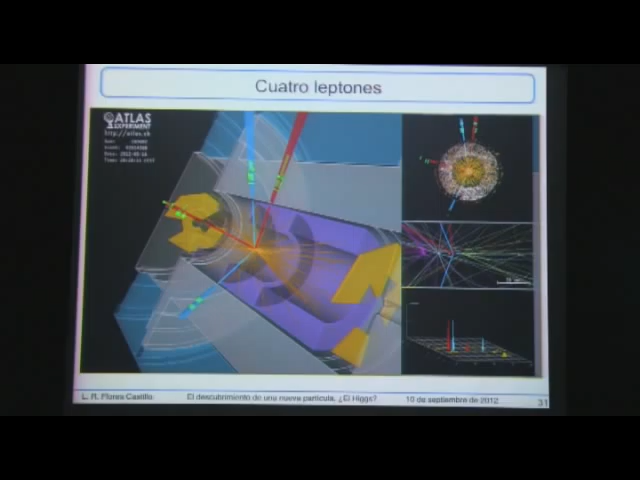 Cuatro leptones
ATLAS
EXPERIMENT
http://atlas.ch
L. R. Flores Castillo
El descubrimiento de una nueva partícula, ¿El Higgs?
10 de septiembre de 2012
31